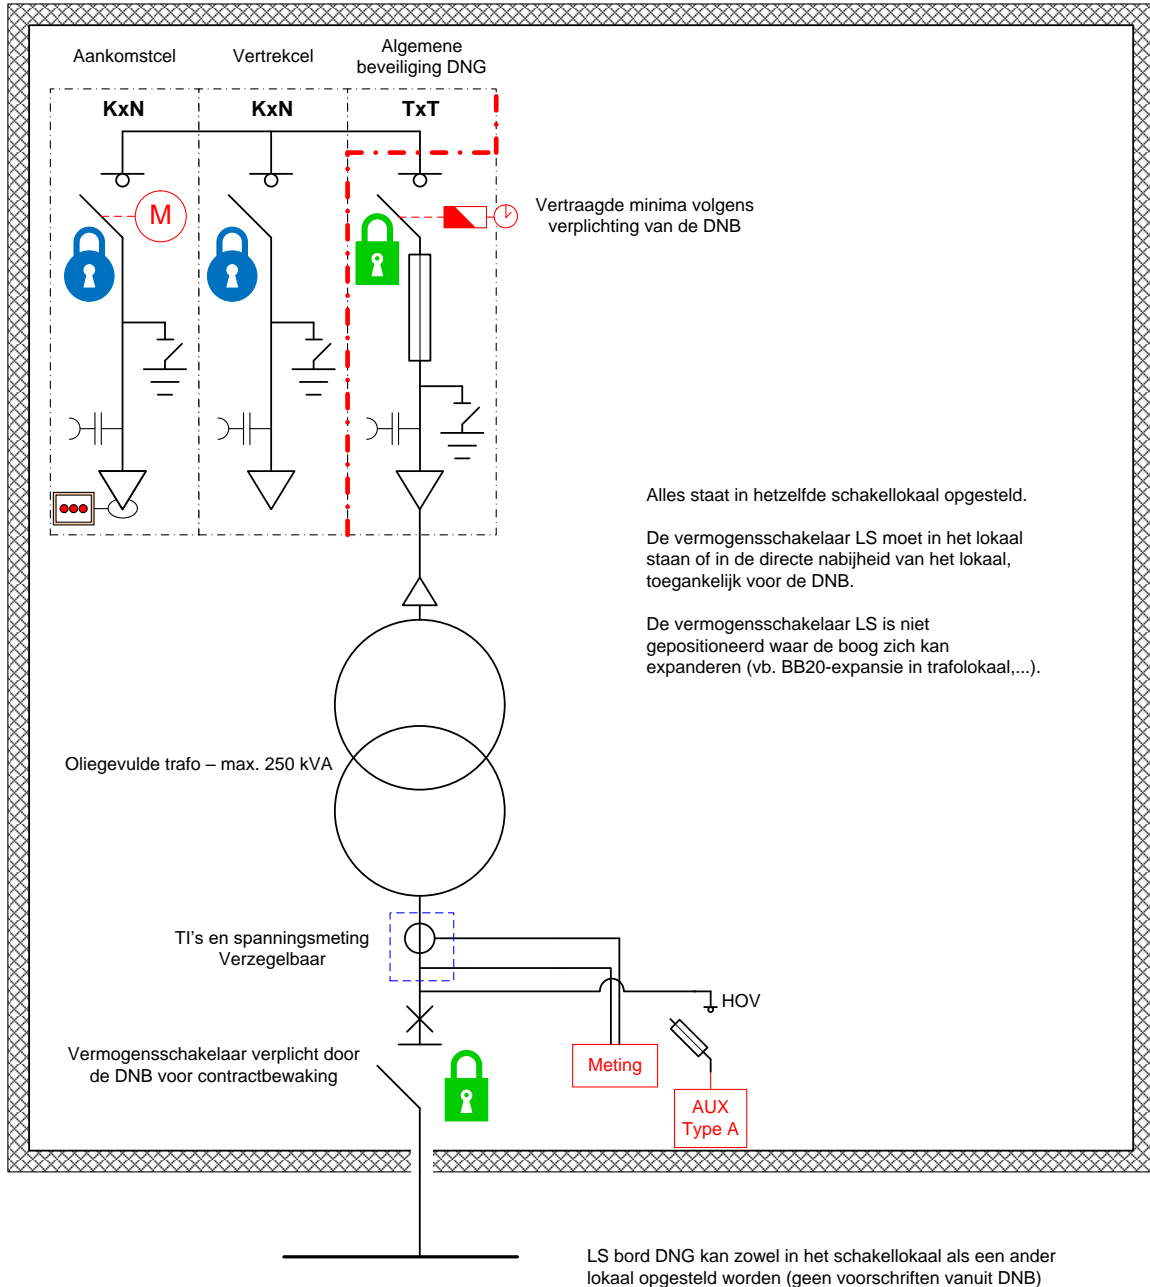 Aankomstcel
Vertrekcel
Algemene
beveiliging DNG
KxN
KxN
TxT
M
Vertraagde minima volgens
verplichting van de DNB
Alles staat in hetzelfde schakellokaal opgesteld.
De vermogensschakelaar LS moet in het lokaal
staan of in de directe nabijheid van het lokaal,
toegankelijk voor de DNB.
De vermogensschakelaar LS is niet
gepositioneerd waar de boog zich kan
expanderen (vb. BB20-expansie in trafolokaal,...).
Oliegevulde trafo – max. 250 kVA
TI's en spanningsmeting
Verzegelbaar
HOV
Vermogensschakelaar verplicht door
de DNB voor contractbewaking
Meting
AUX
Type A
LS bord DNG kan zowel in het schakellokaal als een ander
lokaal opgesteld worden (geen voorschriften vanuit DNB)